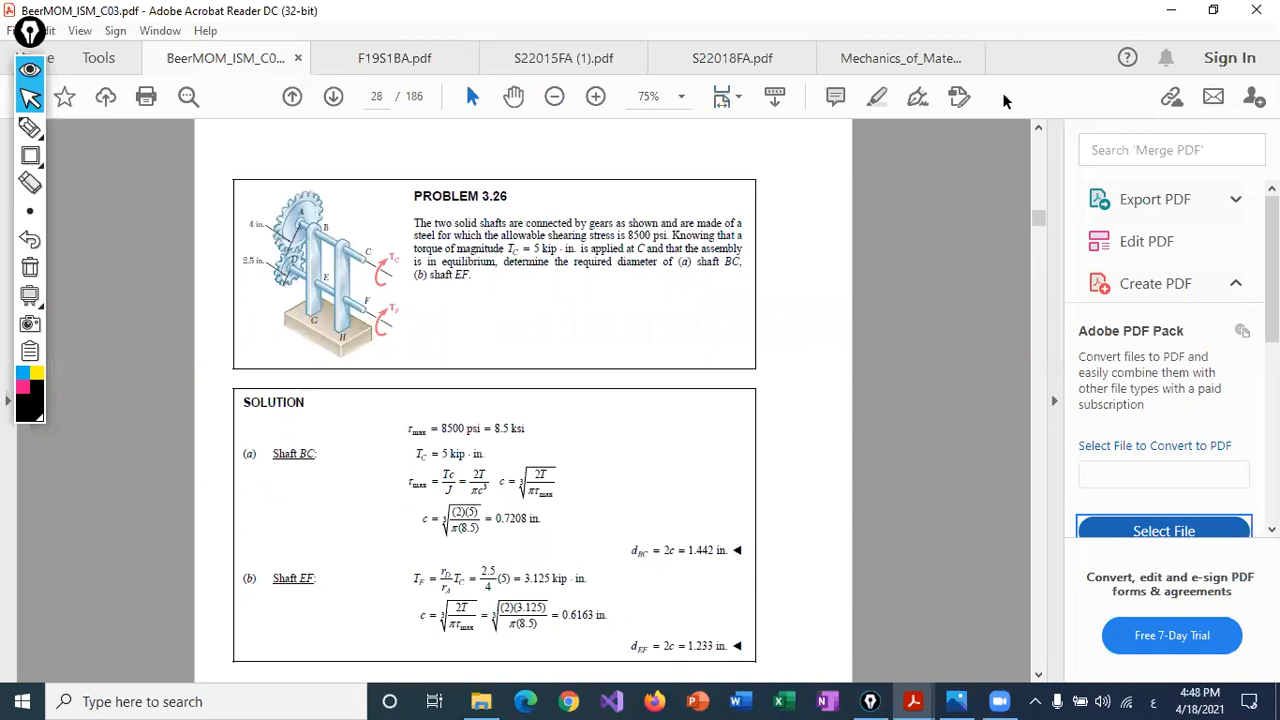 BeerMOM_ISM_C03.pdf - Adobe Acrobat Reader DC (32-bit)
View Sign Window Help
Tools
BeerMOM_ISM_C0...
F19S1BA.pdf
S22015FA (1).pdf
S22018FA.pdf
Mechanics_of_Mate...
Sign In
28 / 186
75%
Search 'Merge PDF'
Export PDF
Edit PDF
Create PDF
Adobe PDF Pack
Convert files to PDF and
easily combine them with
other file types with a paid
subscription
Select File to Convert to PDF
Select File
Convert, edit and e-sign PDF
forms & agreements
Free 7-Day Trial
PROBLEM 3.26
The two solid shafts are connected by gears as shown and are made of a
steel for which the allowable shearing stress is 8500 psi. Knowing that a
torque of magnitude T_C = 5 kip · in. is applied at C and that the assembly
is in equilibrium, determine the required diameter of (a) shaft BC,
(b) shaft EF.
A
4 in.
B
C
T_C
2.5 in.
E
F
T_F
G
H
SOLUTION
τ_max = 8500 psi = 8.5 ksi
(a) Shaft BC: T_C = 5 kip · in.
τ_max = Tc/J = 2T/πc³ c = ∛(2T/πτ_max)
c = ∛((2)(5)/π(8.5)) = 0.7208 in.
d_BC = 2c = 1.442 in. ◀
(b) Shaft EF: T_F = r_D/r_A T_C = 2.5/4 (5) = 3.125 kip · in.
c = ∛(2T/πτ_max) = ∛((2)(3.125)/π(8.5)) = 0.6163 in.
d_EF = 2c = 1.233 in. ◀
Type here to search
ع
4:48 PM
4/18/2021